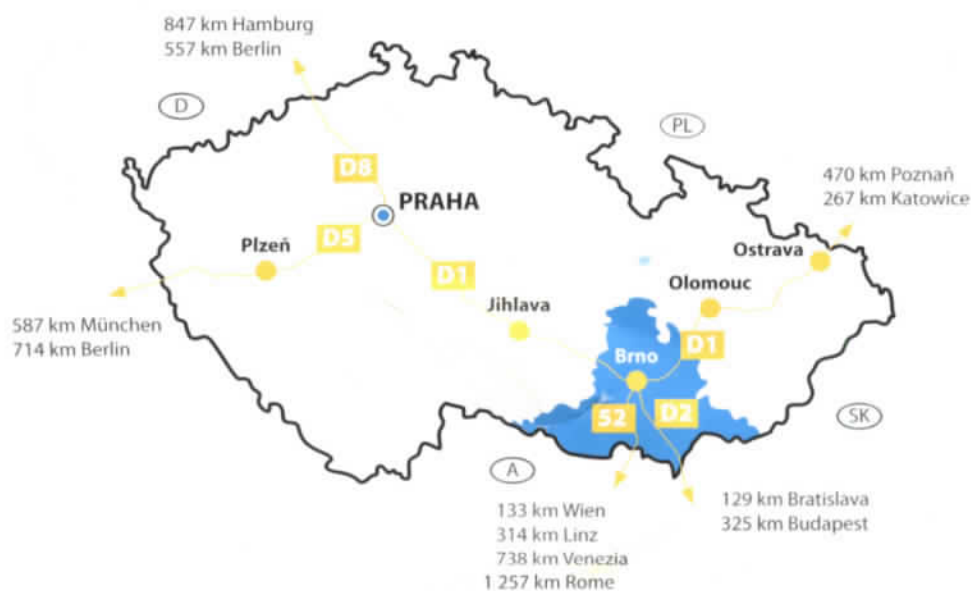 847 km Hamburg
557 km Berlin
D
PL
D8
470 km Poznaň
267 km Katowice
PRAHA
Plzeň
D5
Ostrava
D1
Olomouc
Jihlava
587 km München
714 km Berlin
D1
Brno
52
D2
SK
A
133 km Wien
314 km Linz
738 km Venezia
1 257 km Rome
129 km Bratislava
325 km Budapest